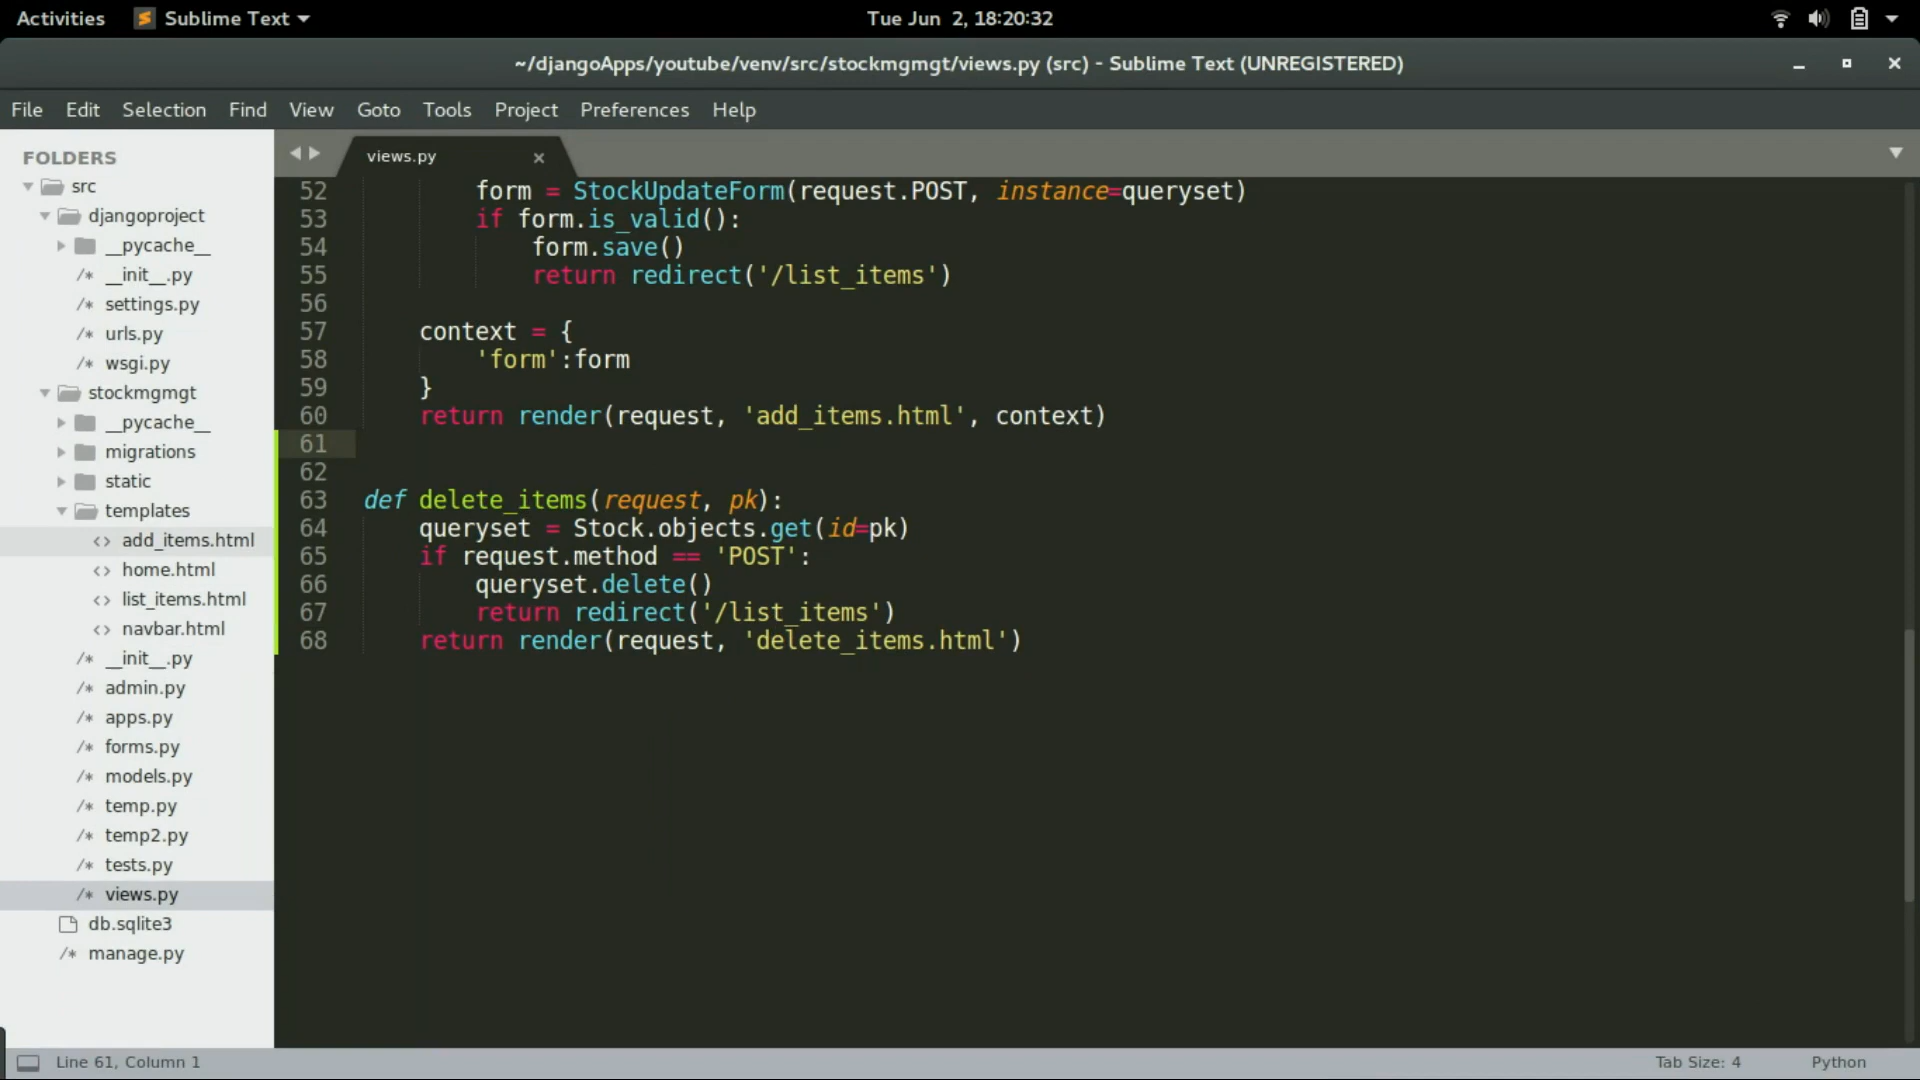 Activities Sublime Text Tue Jun 2, 18:20:32
~/djangoApps/youtube/venv/src/stockmgmgt/views.py (src) - Sublime Text (UNREGISTERED)
File Edit Selection Find View Goto Tools Project Preferences Help
FOLDERS
src
djangoproject
__pycache__
/* __init__.py
/* settings.py
/* urls.py
/* wsgi.py
stockmgmgt
__pycache__
migrations
static
templates
<> add_items.html
<> home.html
<> list_items.html
<> navbar.html
/* __init__.py
/* admin.py
/* apps.py
/* forms.py
/* models.py
/* temp.py
/* temp2.py
/* tests.py
/* views.py
db.sqlite3
/* manage.py
views.py ×
52         form = StockUpdateForm(request.POST, instance=queryset)
53         if form.is_valid():
54             form.save()
55             return redirect('/list_items')
56
57     context = {
58         'form':form
59     }
60     return render(request, 'add_items.html', context)
61
62
63 def delete_items(request, pk):
64     queryset = Stock.objects.get(id=pk)
65     if request.method == 'POST':
66         queryset.delete()
67         return redirect('/list_items')
68     return render(request, 'delete_items.html')
Line 61, Column 1 Tab Size: 4 Python